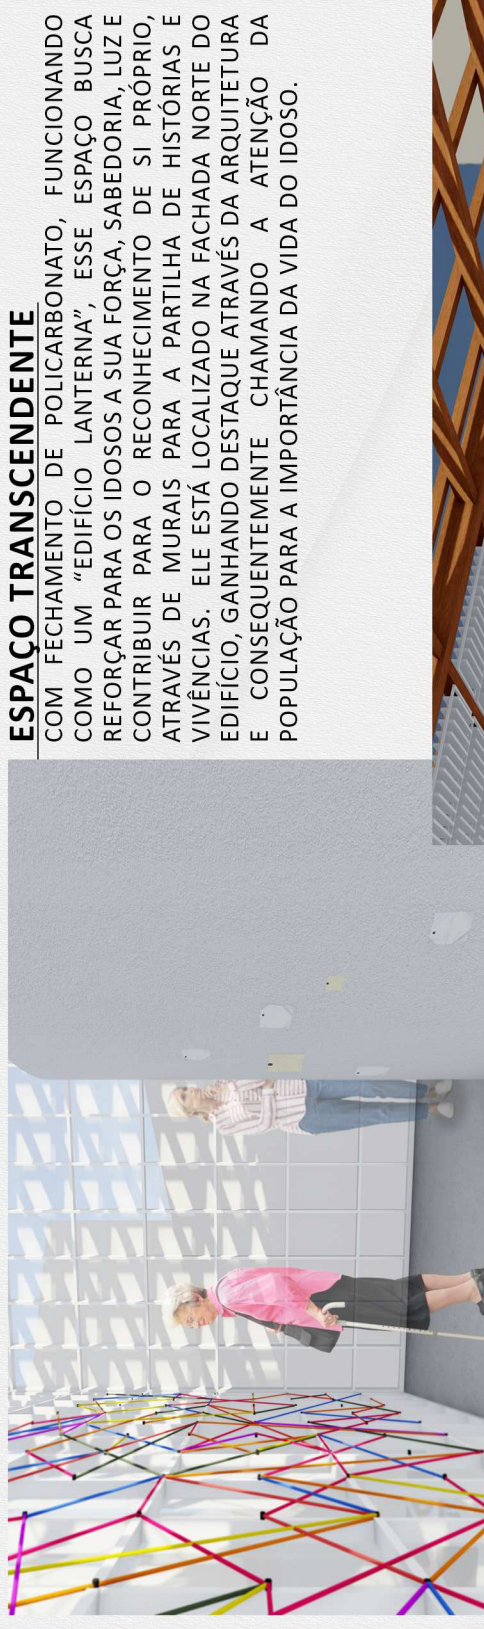 ESPAÇO TRANSCENDENTE
COM FECHAMENTO DE POLICARBONATO, FUNCIONANDO
COMO UM “EDIFÍCIO LANTERNA”, ESSE ESPAÇO BUSCA
REFORÇAR PARA OS IDOSOS A SUA FORÇA, SABEDORIA, LUZ E
CONTRIBUIR PARA O RECONHECIMENTO DE SI PRÓPRIO,
ATRAVÉS DE MURAIS PARA A PARTILHA DE HISTÓRIAS E
VIVÊNCIAS. ELE ESTÁ LOCALIZADO NA FACHADA NORTE DO
EDIFÍCIO, GANHANDO DESTAQUE ATRAVÉS DA ARQUITETURA
E CONSEQUENTEMENTE CHAMANDO A ATENÇÃO DA
POPULAÇÃO PARA A IMPORTÂNCIA DA VIDA DO IDOSO.